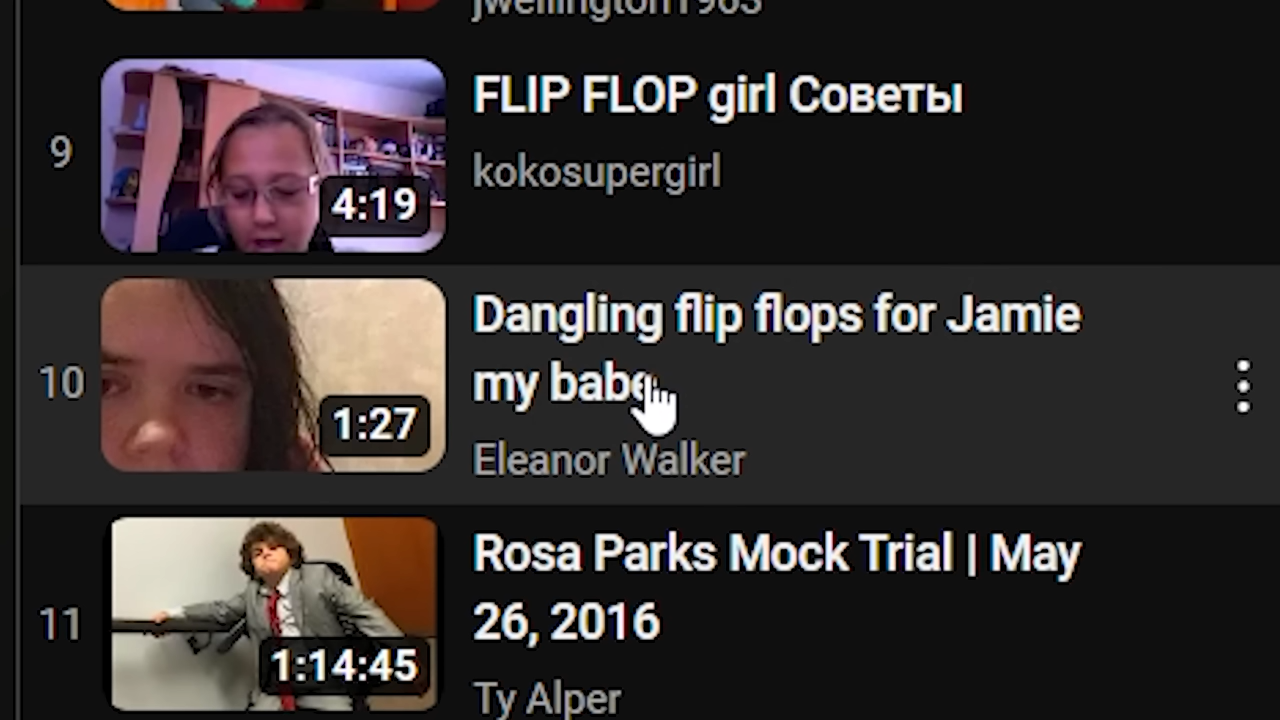 jwellington1963
FLIP FLOP girl Советы
kokosupergirl
9
4:19
Dangling flip flops for Jamie
my babe
Eleanor Walker
10
1:27
Rosa Parks Mock Trial | May
26, 2016
Ty Alper
11
1:14:45